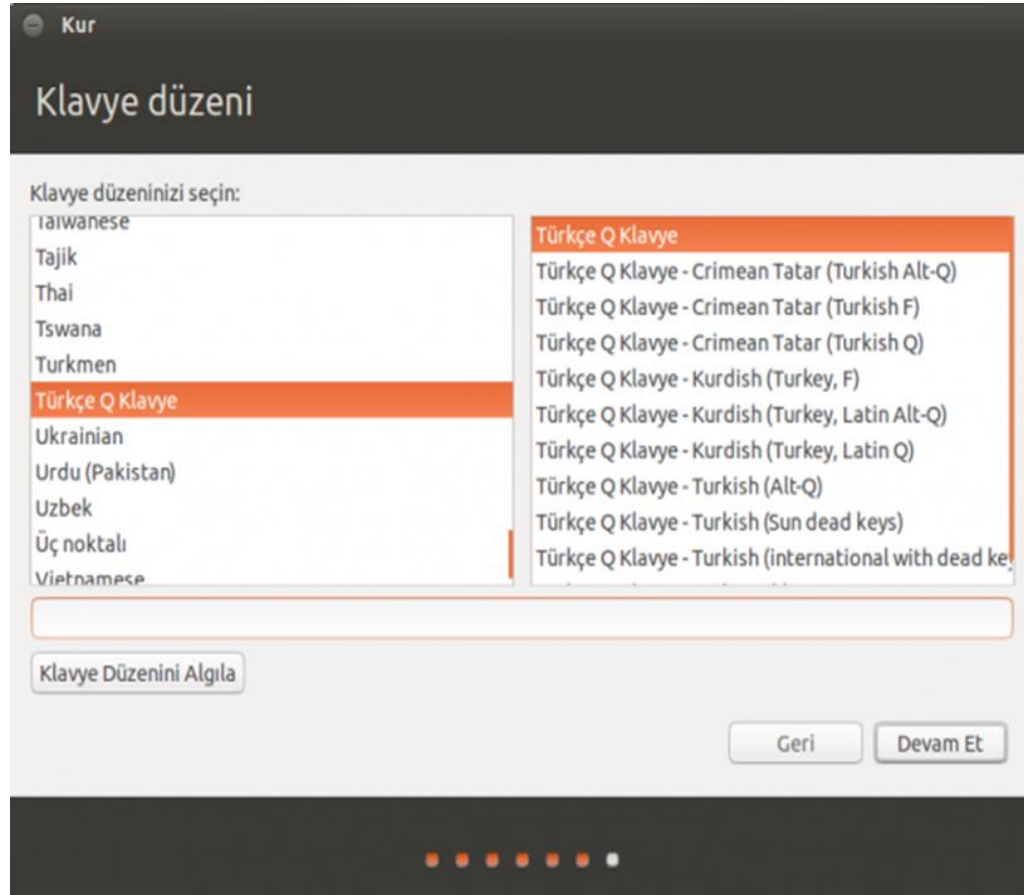 Kur
Klavye düzeni
Klavye düzeninizi seçin:
Taiwanese
Tajik
Thai
Tswana
Turkmen
Türkçe Q Klavye
Ukrainian
Urdu (Pakistan)
Uzbek
Üç noktalı
Vietnamese
Türkçe Q Klavye
Türkçe Q Klavye - Crimean Tatar (Turkish Alt-Q)
Türkçe Q Klavye - Crimean Tatar (Turkish F)
Türkçe Q Klavye - Crimean Tatar (Turkish Q)
Türkçe Q Klavye - Kurdish (Turkey, F)
Türkçe Q Klavye - Kurdish (Turkey, Latin Alt-Q)
Türkçe Q Klavye - Kurdish (Turkey, Latin Q)
Türkçe Q Klavye - Turkish (Alt-Q)
Türkçe Q Klavye - Turkish (Sun dead keys)
Türkçe Q Klavye - Turkish (international with dead key
Klavye Düzenini Algıla
Geri
Devam Et